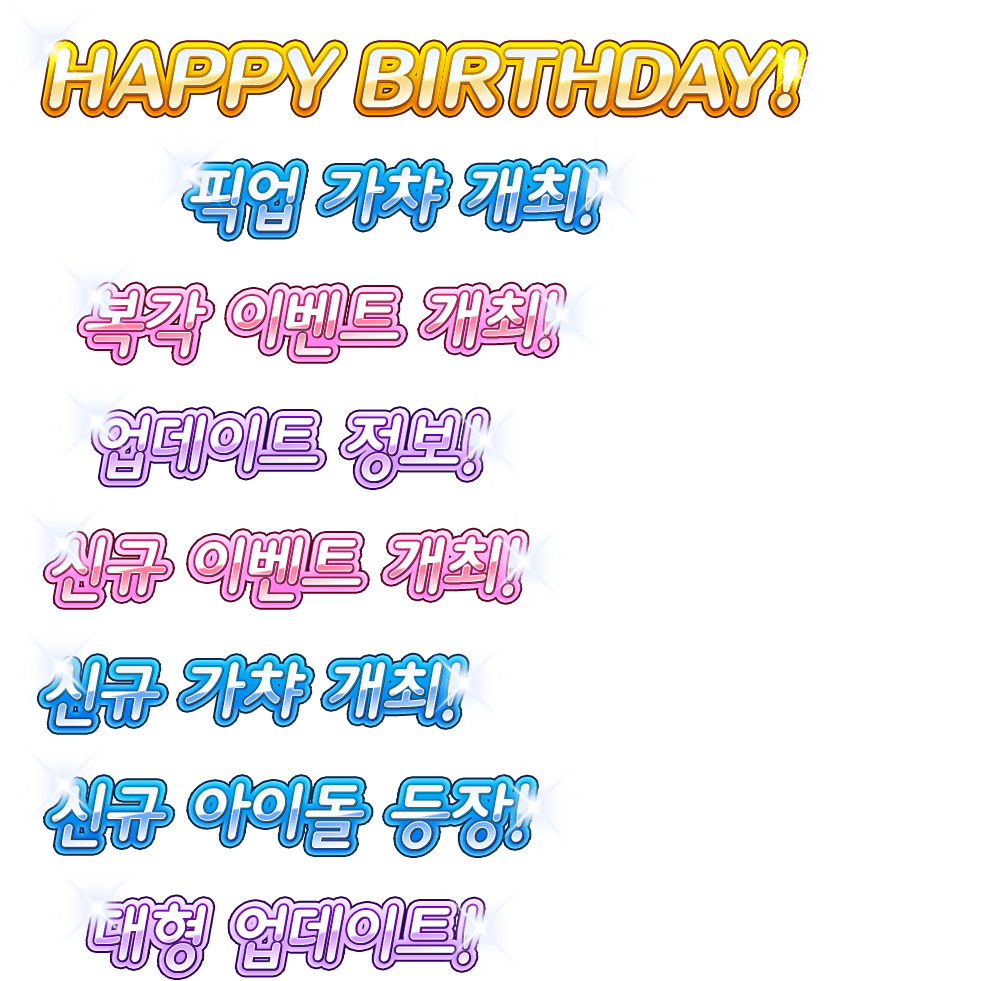 HAPPY BIRTHDAY!
픽업 가챠 개최!
복각 이벤트 개최!
업데이트 정보!
신규 이벤트 개최!
신규 가챠 개최!
신규 아이돌 등장!
대형 업데이트!